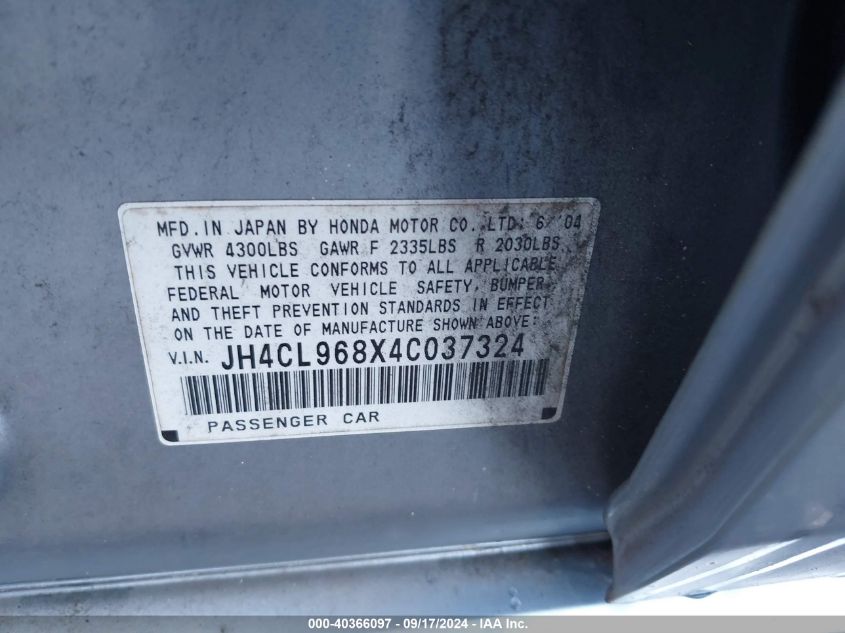 MFD. IN JAPAN BY HONDA MOTOR CO.,LTD. 6/'04
GVWR 4300LBS GAWR F 2335LBS R 2030LBS
THIS VEHICLE CONFORMS TO ALL APPLICABLE
FEDERAL MOTOR VEHICLE SAFETY, BUMPER,
AND THEFT PREVENTION STANDARDS IN EFFECT
ON THE DATE OF MANUFACTURE SHOWN ABOVE.
V.I.N. JH4CL968X4C037324
PASSENGER CAR
000-40366097 - 09/17/2024 - IAA Inc.